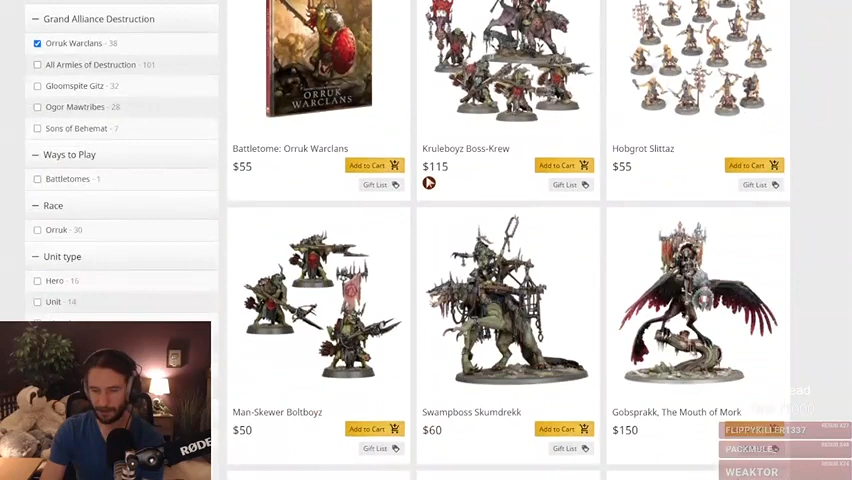 Grand Alliance Destruction
Orruk Warclans - 38
All Armies of Destruction - 101
Gloomspite Gitz - 32
Ogor Mawtribes - 28
Sons of Behemat - 7
Ways to Play
Battletomes - 1
Race
Orruk - 30
Unit type
Hero - 16
Unit - 14
ORRUK
WARCLANS
Battletome: Orruk Warclans
$55
Add to Cart
Gift List
Kruleboyz Boss-Krew
$115
Add to Cart
Gift List
Hobgrot Slittaz
$55
Add to Cart
Gift List
Man-Skewer Boltboyz
$50
Add to Cart
Gift List
Swampboss Skumdrekk
$60
Add to Cart
Gift List
Gobsprakk, The Mouth of Mork
$150
FLIPPYKILLER1337
PACKMULE
WEAKTOR
RØDE